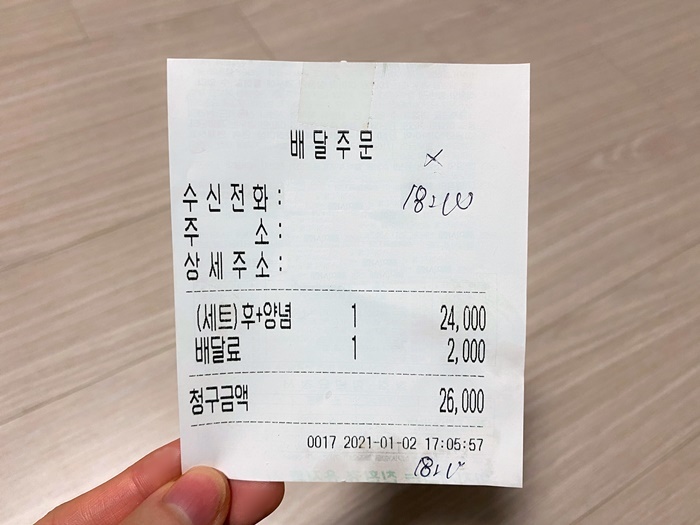 배달주문
수신전화:
주 소:
상세주소:
(세트)후+양념 1 24,000
배달료 1 2,000
청구금액 26,000
0017 2021-01-02 17:05:57